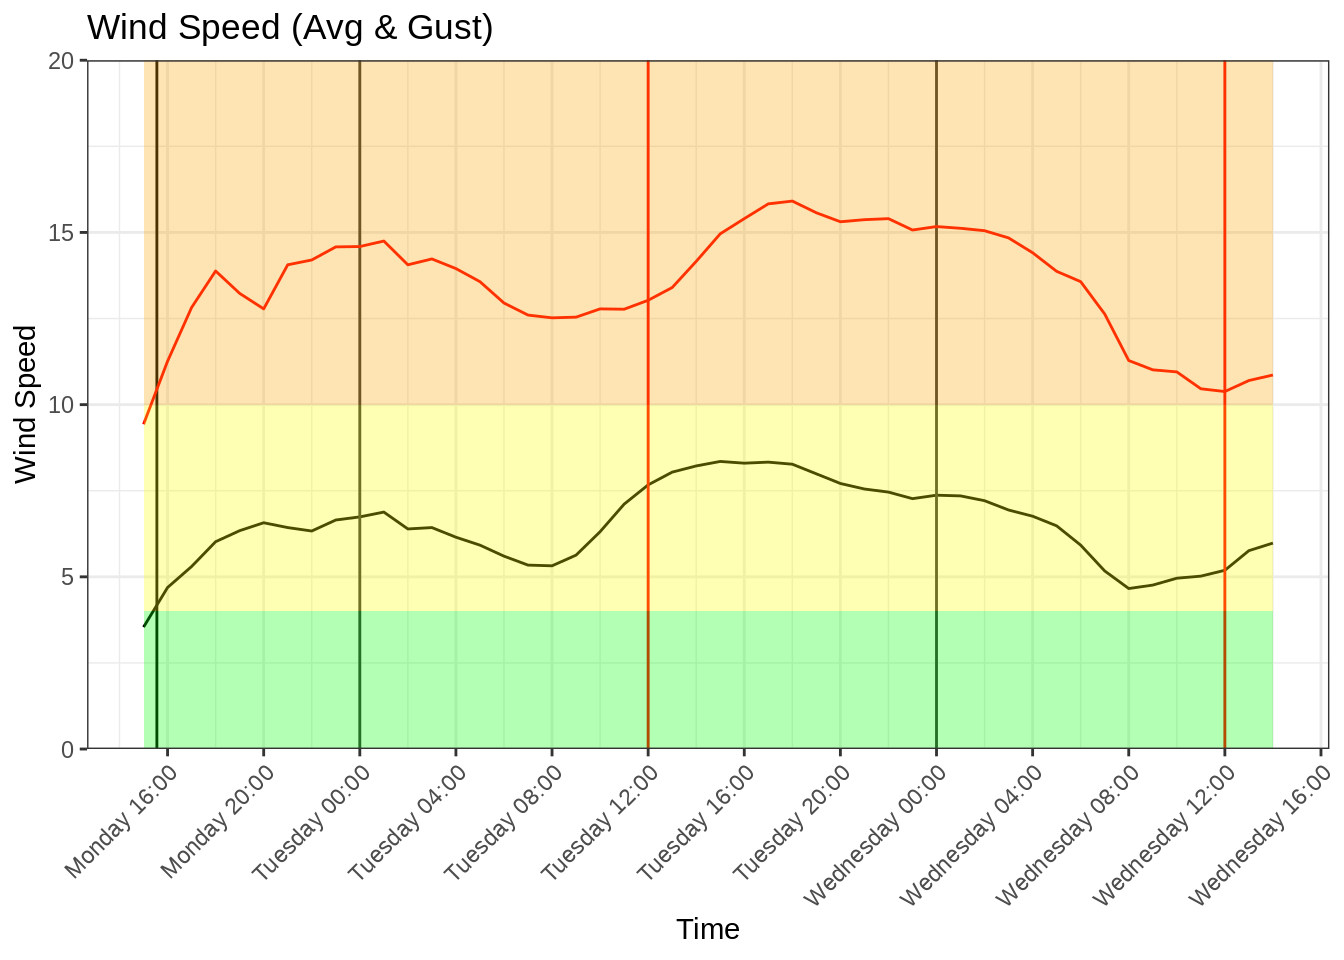 Wind Speed (Avg & Gust)
20
15
10
5
0
Wind Speed
Monday 16:00
Monday 20:00
Tuesday 00:00
Tuesday 04:00
Tuesday 08:00
Tuesday 12:00
Tuesday 16:00
Tuesday 20:00
Wednesday 00:00
Wednesday 04:00
Wednesday 08:00
Wednesday 12:00
Wednesday 16:00
Time